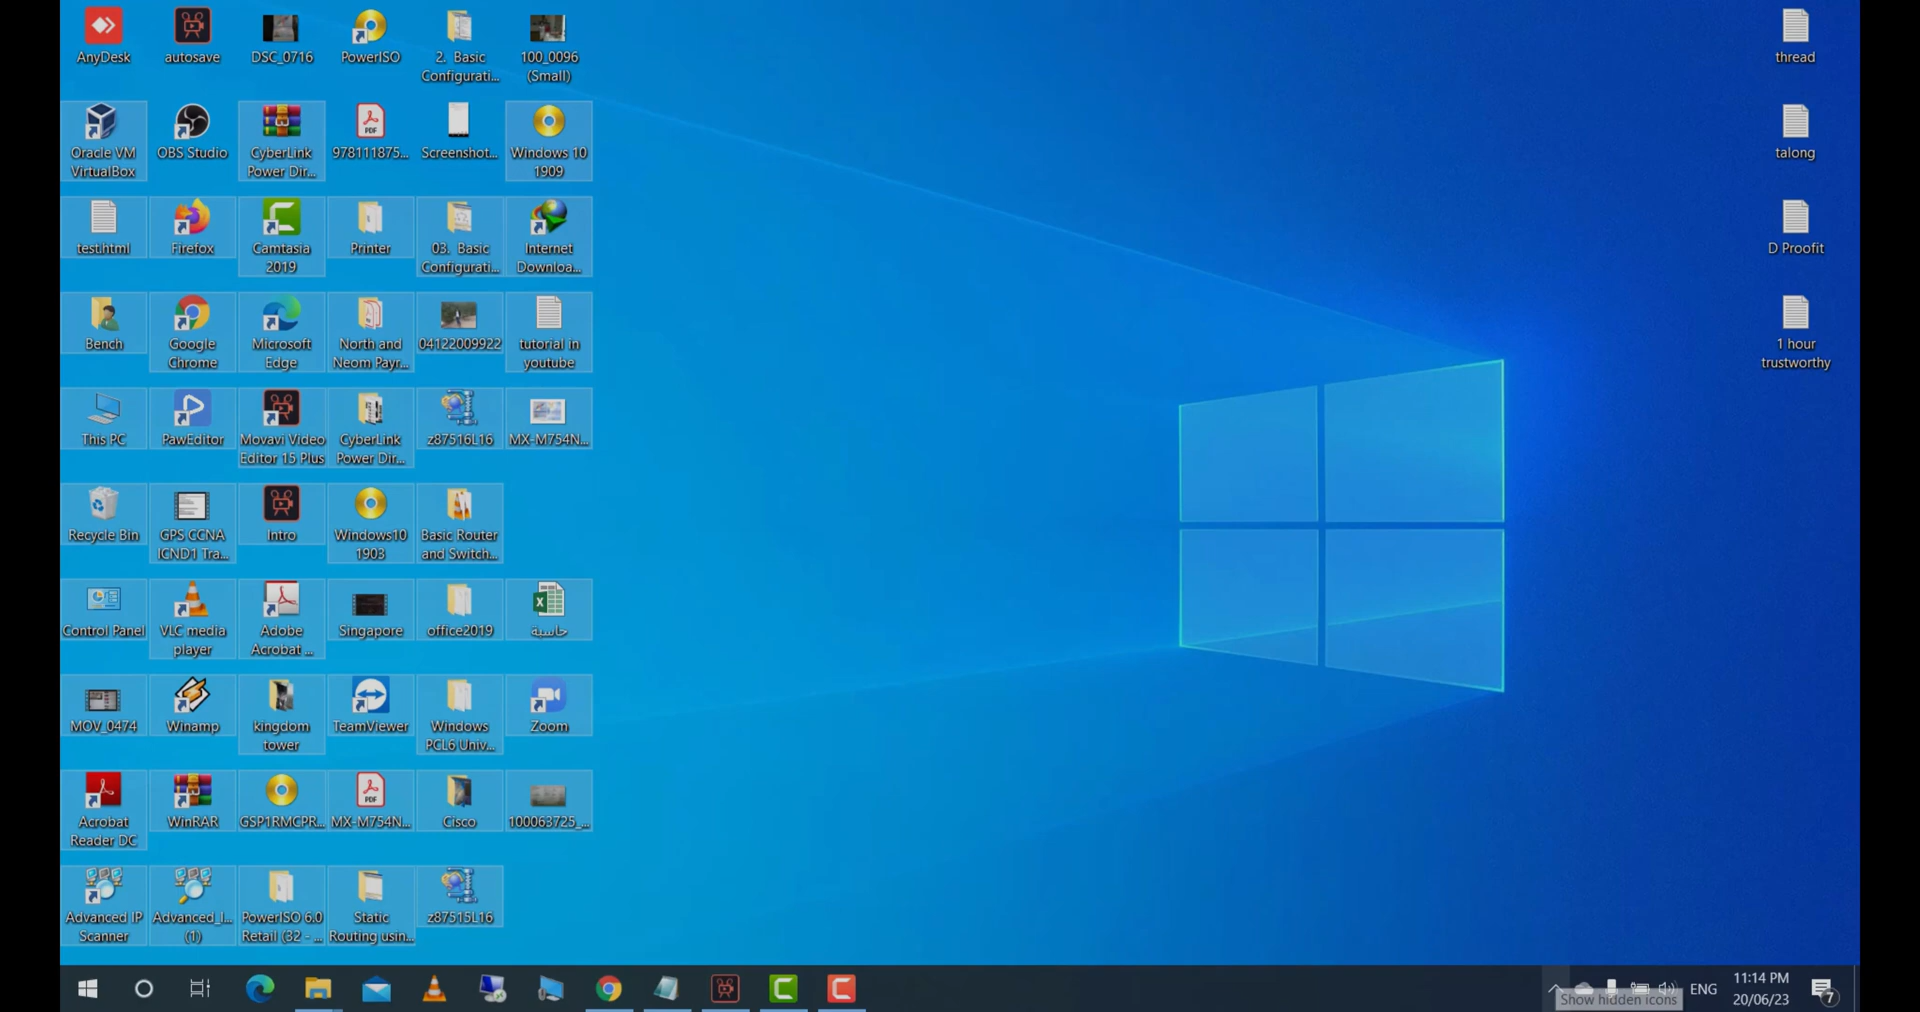 AnyDesk
autosave
DSC_0716
PowerISO
2. Basic
Configurati...
100_0096
(Small)
thread
Oracle VM
VirtualBox
OBS Studio
CyberLink
Power Dir...
PDF
978111875...
Screenshot...
Windows 10
1909
talong
test.html
Firefox
Camtasia
2019
Printer
03. Basic
Configurati...
Internet
Downloa...
D Proofit
Bench
Google
Chrome
Microsoft
Edge
North and
Neom Payr...
04122009922
tutorial in
youtube
1 hour
trustworthy
This PC
PawEditor
Movavi Video
Editor 15 Plus
CyberLink
Power Dir...
z87516L16
MX-M754N...
Recycle Bin
GPS CCNA
ICND1 Tra...
Intro
Windows10
1903
Basic Router
and Switch...
Control Panel
VLC media
player
Adobe
Acrobat ...
Singapore
office2019
حاسبة
MOV_0474
Winamp
kingdom
tower
TeamViewer
Windows
PCL6 Univ...
Zoom
Acrobat
Reader DC
WinRAR
GSP1RMCPR...
PDF
MX-M754N...
Cisco
100063725_...
Advanced IP
Scanner
Advanced_I...
(1)
PowerISO 6.0
Retail (32 - ...
Static
Routing usin...
z87515L16
ENG
11:14 PM
20/06/23
7
Show hidden icons